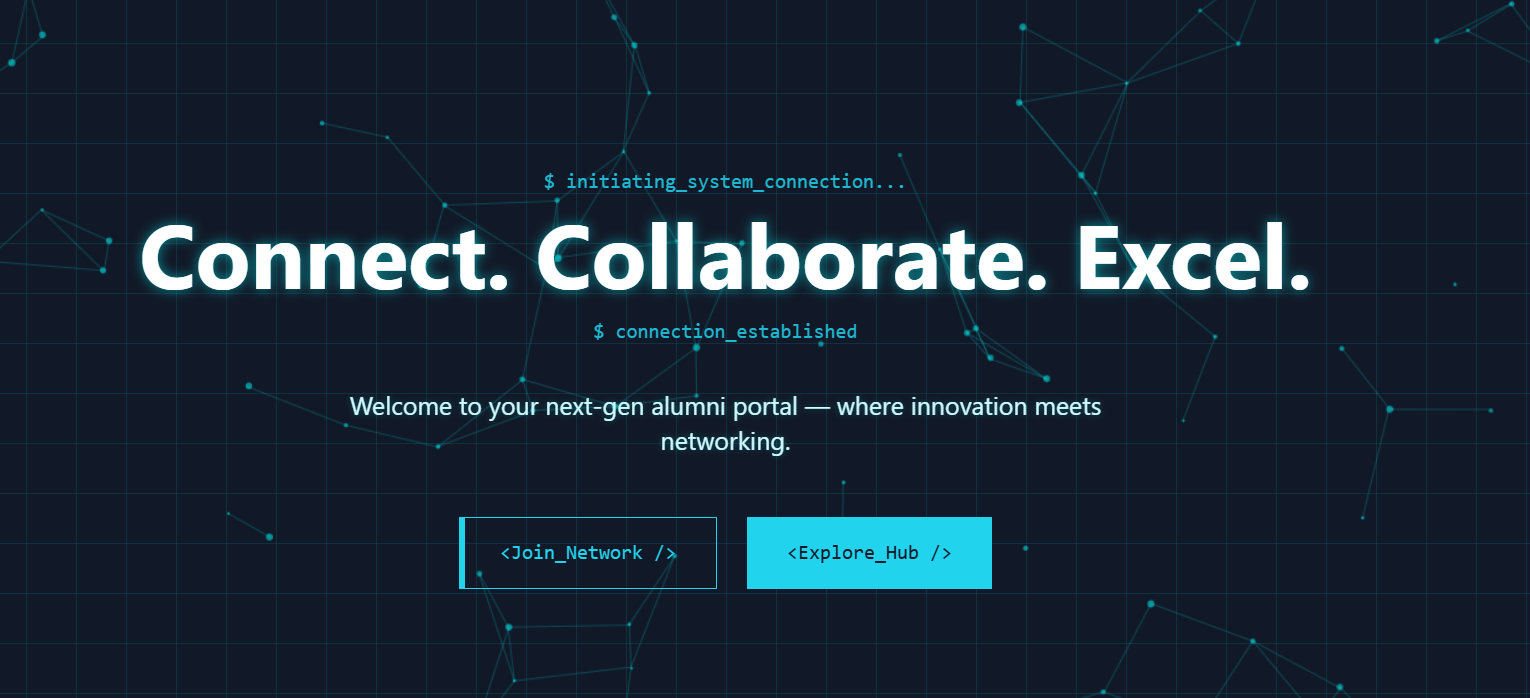 $ initiating_system_connection...
Connect. Collaborate. Excel.
$ connection_established
Welcome to your next-gen alumni portal — where innovation meets
networking.
<Join_Network />
<Explore_Hub />